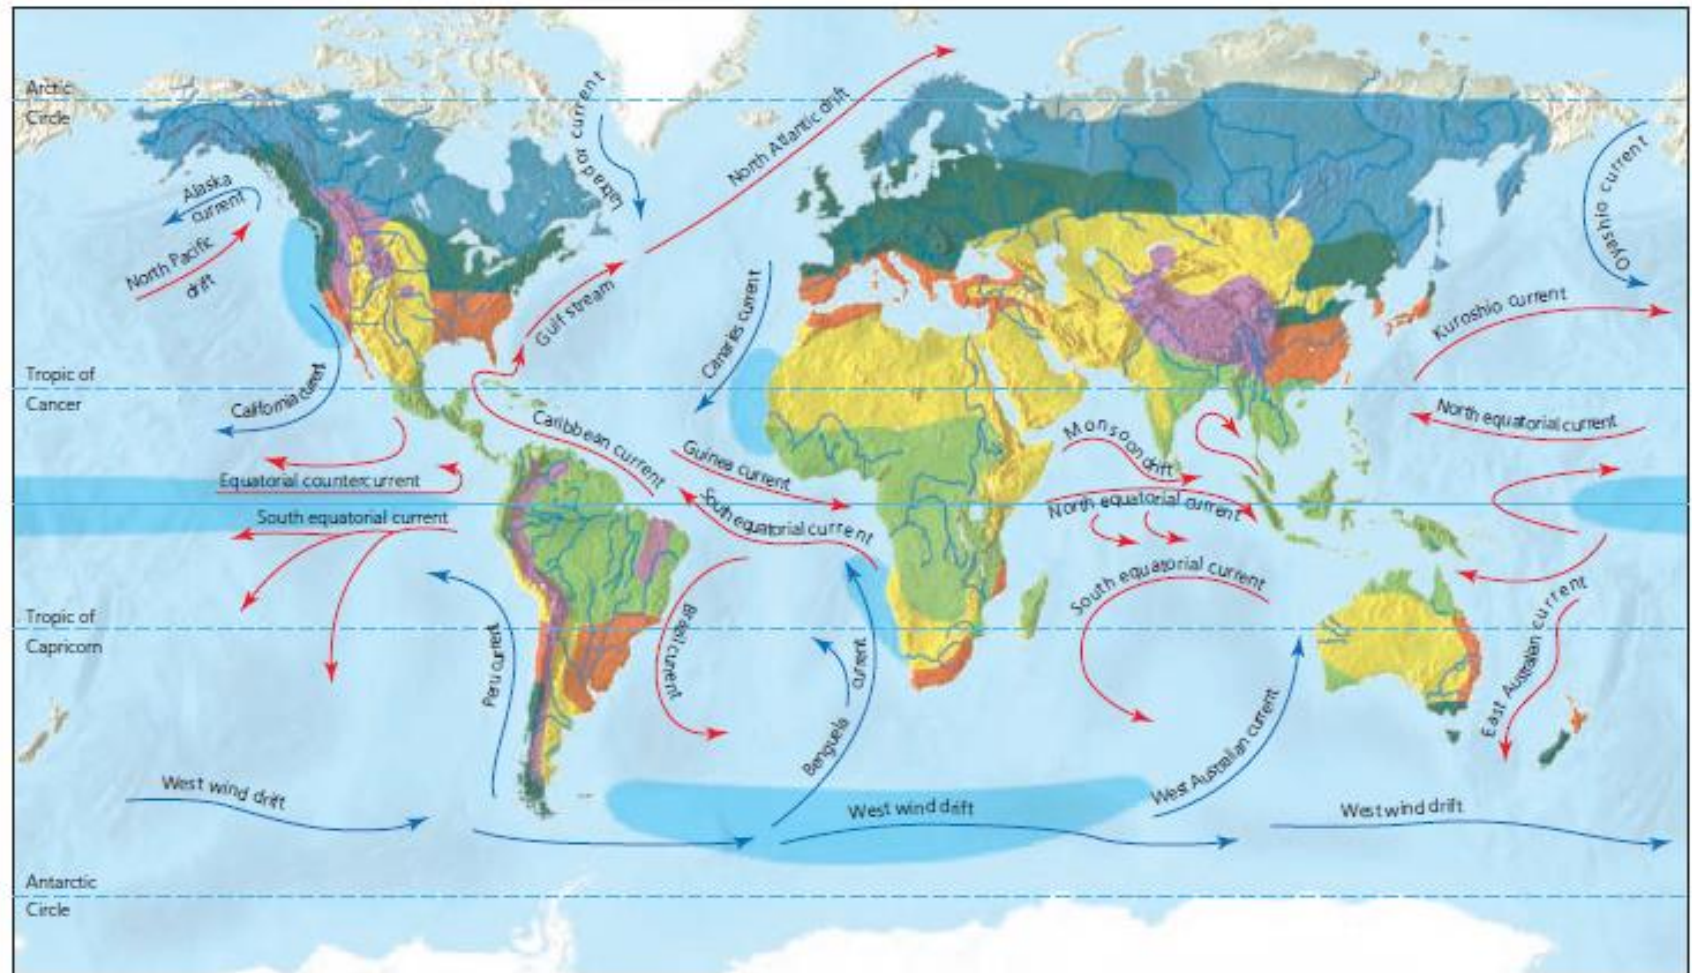 Arctic
Circle
Labrador current
North Atlantic drift
Alaska
current
Oyashio current
North Pacific
drift
Gulf stream
Canaries current
Kuroshio current
Tropic of
Cancer
California current
Caribbean current
Monsoon drift
North equatorial current
Guinea current
Equatorial countercurrent
South equatorial current
South equatorial current
North equatorial current
South equatorial current
Tropic of
Capricorn
Peru current
Brasil current
Benguela
current
West Australian current
East Australian current
West wind drift
West wind drift
West wind drift
Antarctic
Circle